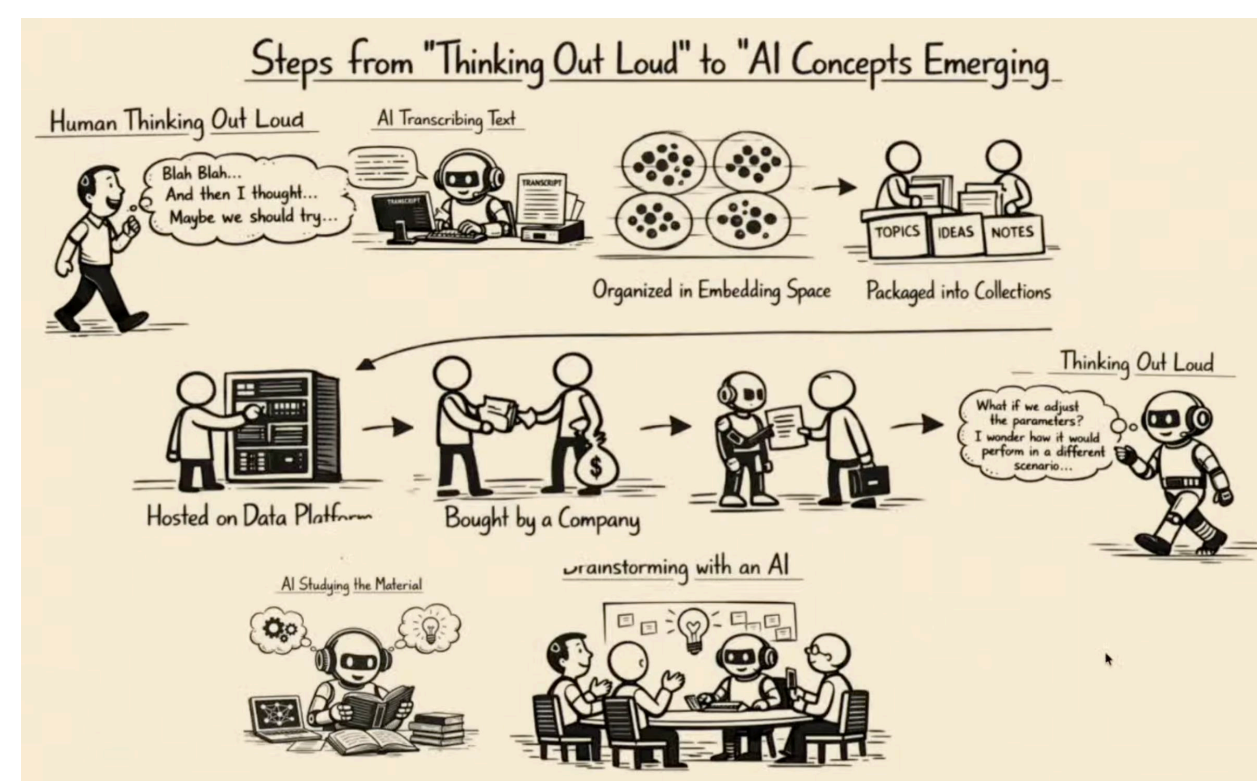 Steps from "Thinking Out Loud" to "AI Concepts Emerging
Human Thinking Out Loud
Blah Blah...
And then I thought...
Maybe we should try...
AI Transcribing Text
TRANSCRIPT
TRANSCRIPT
Organized in Embedding Space
TOPICS
IDEAS
NOTES
Packaged into Collections
Hosted on Data Platform
$
Bought by a Company
Thinking Out Loud
What if we adjust
the parameters?
I wonder how it would
perform in a different
scenario...
AI Studying the Material
rainstorming with an AI